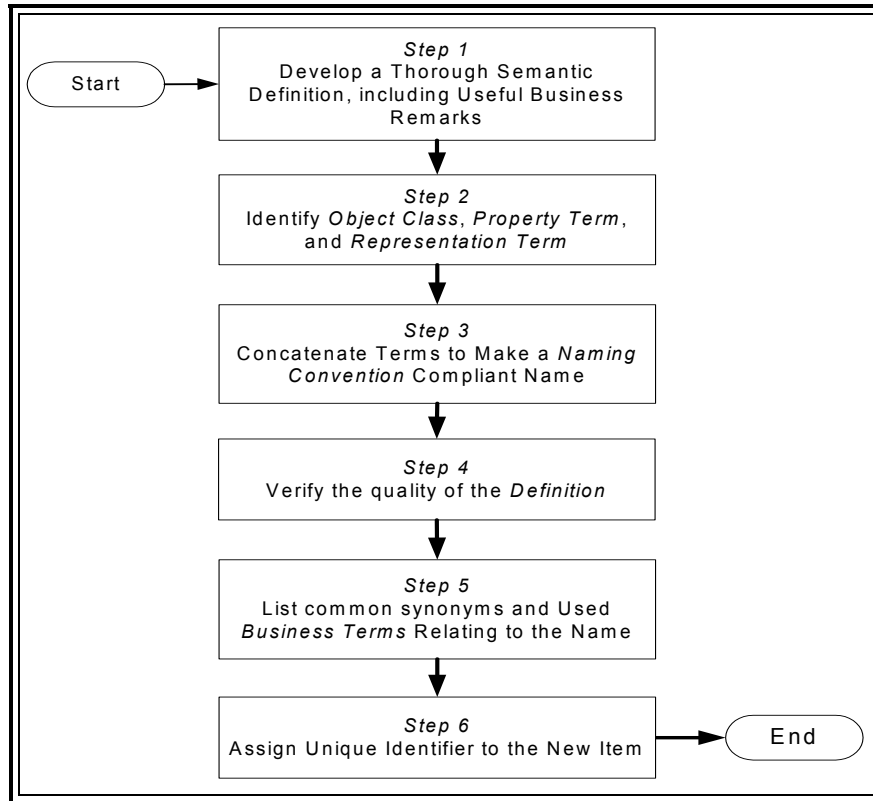 Start
Step 1
Develop a Thorough Semantic
Definition, including Useful Business
Remarks
Step 2
Identify Object Class, Property Term,
and Representation Term
Step 3
Concatenate Terms to Make a Naming
Convention Compliant Name
Step 4
Verify the quality of the Definition
Step 5
List common synonyms and Used
Business Terms Relating to the Name
Step 6
Assign Unique Identifier to the New Item
End